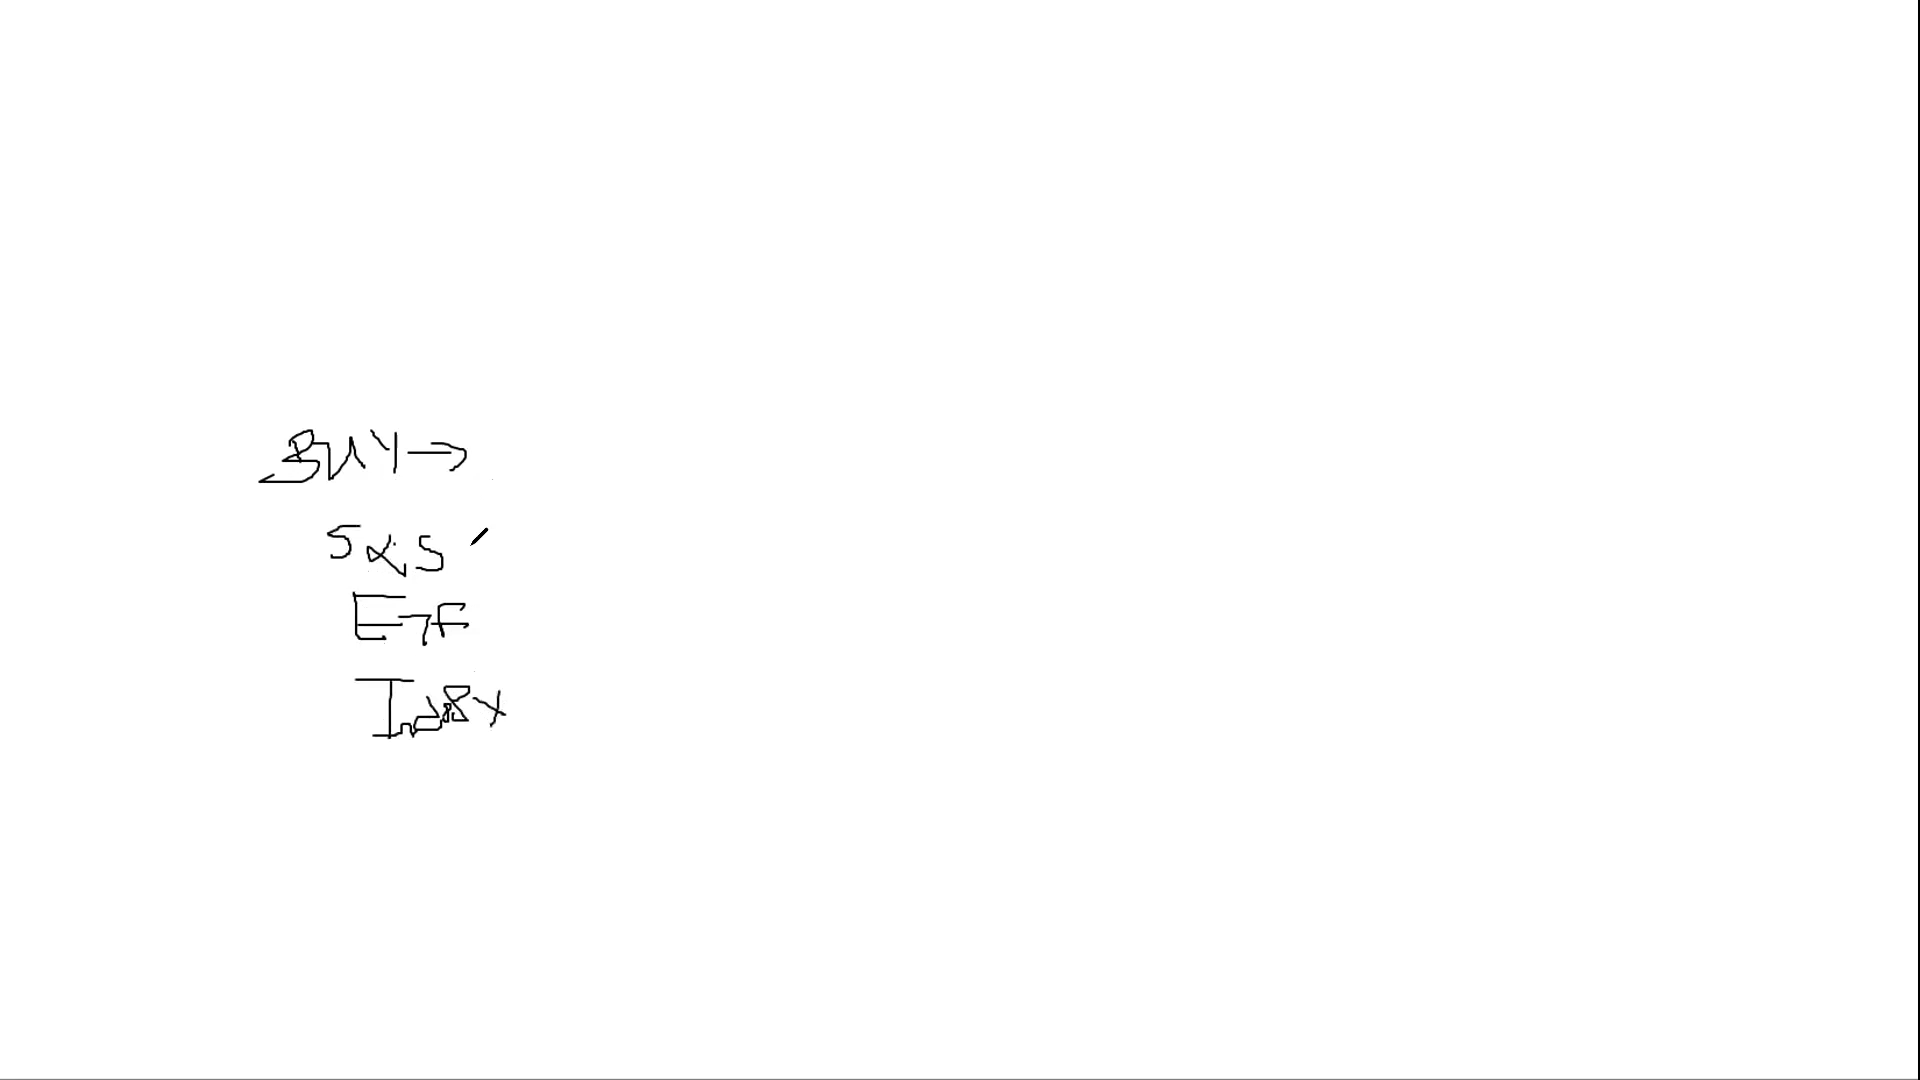 BUY →
S&S
ETF
Index